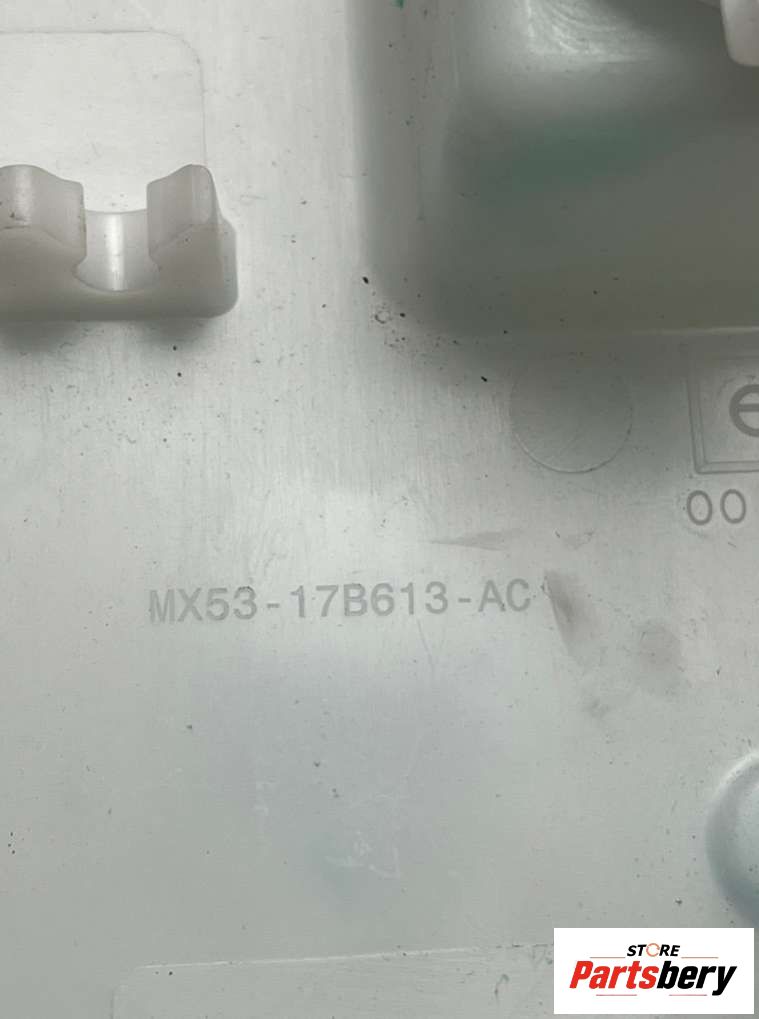 e
00
MX53-17B613-AC
STORE
Partsbery